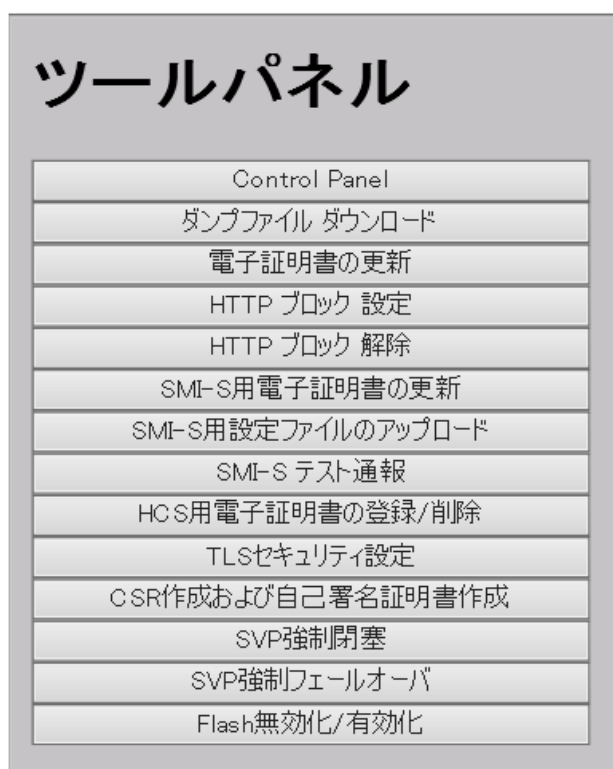 ツールパネル
Control Panel
ダンプファイル ダウンロード
電子証明書の更新
HTTP ブロック 設定
HTTP ブロック 解除
SMI-S用電子証明書の更新
SMI-S用設定ファイルのアップロード
SMI-S テスト通報
HCS用電子証明書の登録/削除
TLSセキュリティ設定
CSR作成および自己署名証明書作成
SVP強制閉塞
SVP強制フェールオーバ
Flash無効化/有効化